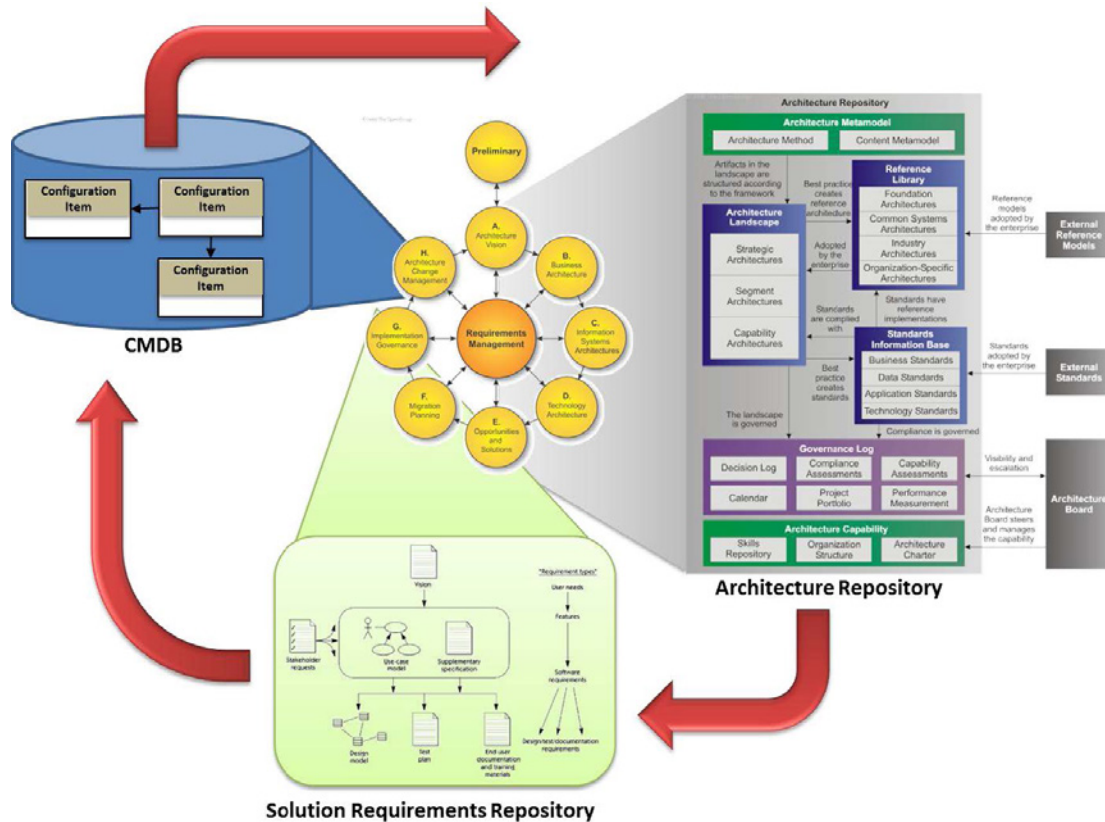 Configuration
Item
Configuration
Item
Configuration
Item
CMDB
Preliminary
A.
Architecture
Vision
B.
Business
Architecture
C.
Information
Systems
Architectures
D.
Technology
Architecture
E.
Opportunities
and
Solutions
F.
Migration
Planning
G.
Implementation
Governance
H.
Architecture
Change
Management
Requirements
Management
Architecture Repository
Architecture Metamodel
Architecture Method
Content Metamodel
Artifacts in the
landscape are
structured according
to the framework
Best practice
creates
reference
architecture
Reference
Library
Foundation
Architectures
Common Systems
Architectures
Industry
Architectures
Organization-Specific
Architectures
Reference
models
adopted by
the enterprise
External
Reference
Models
Architecture
Landscape
Strategic
Architectures
Segment
Architectures
Capability
Architectures
Adopted
by the
enterprise
Standards
are complied
with
Standards have
reference
implementations
Standards
Information Base
Business Standards
Data Standards
Application Standards
Technology Standards
Standards
adopted by
the enterprise
External
Standards
Best
practice
creates
standards
The landscape
is governed
Compliance is governed
Governance Log
Decision Log
Compliance
Assessments
Capability
Assessments
Calendar
Project
Portfolio
Performance
Measurement
Visibility and
escalation
Architecture
Board steers
and manages
the capability
Architecture
Board
Architecture Capability
Skills
Repository
Organization
Structure
Architecture
Charter
Architecture Repository
Vision
"Requirement types"
User needs
Features
Software
requirements
Design/test/documentation
requirements
Stakeholder
requests
Use-case
model
Supplementary
specification
Design
model
Test
plan
End-user
documentation
and training
materials
Solution Requirements Repository